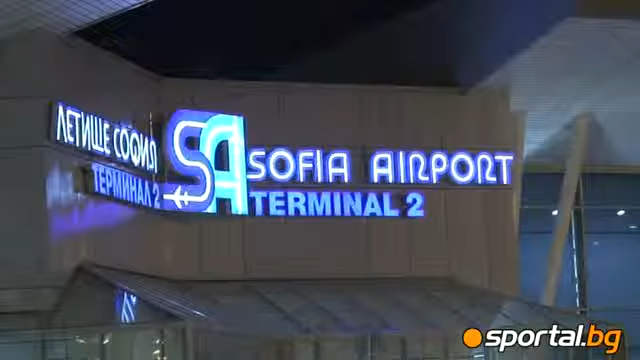 ЛЕТИЩЕ СОФИЯ
ТЕРМИНАЛ 2
SA
SOFIA AIRPORT
TERMINAL 2
sportal.bg